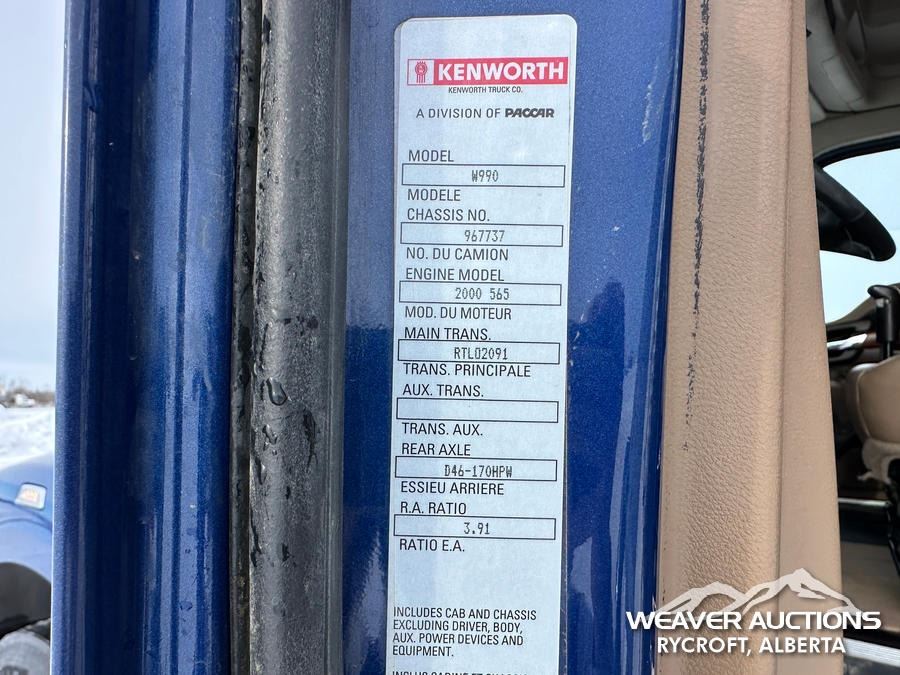 KENWORTH
KENWORTH TRUCK CO.
A DIVISION OF PACCAR
MODEL
W990
MODELE
CHASSIS NO.
967737
NO. DU CAMION
ENGINE MODEL
2000 565
MOD. DU MOTEUR
MAIN TRANS.
RTLO2091
TRANS. PRINCIPALE
AUX. TRANS.
TRANS. AUX.
REAR AXLE
D46-170HPW
ESSIEU ARRIERE
R.A. RATIO
3.91
RATIO E.A.
INCLUDES CAB AND CHASSIS
EXCLUDING DRIVER, BODY,
AUX. POWER DEVICES AND
EQUIPMENT.
WEAVER AUCTIONS
RYCROFT, ALBERTA